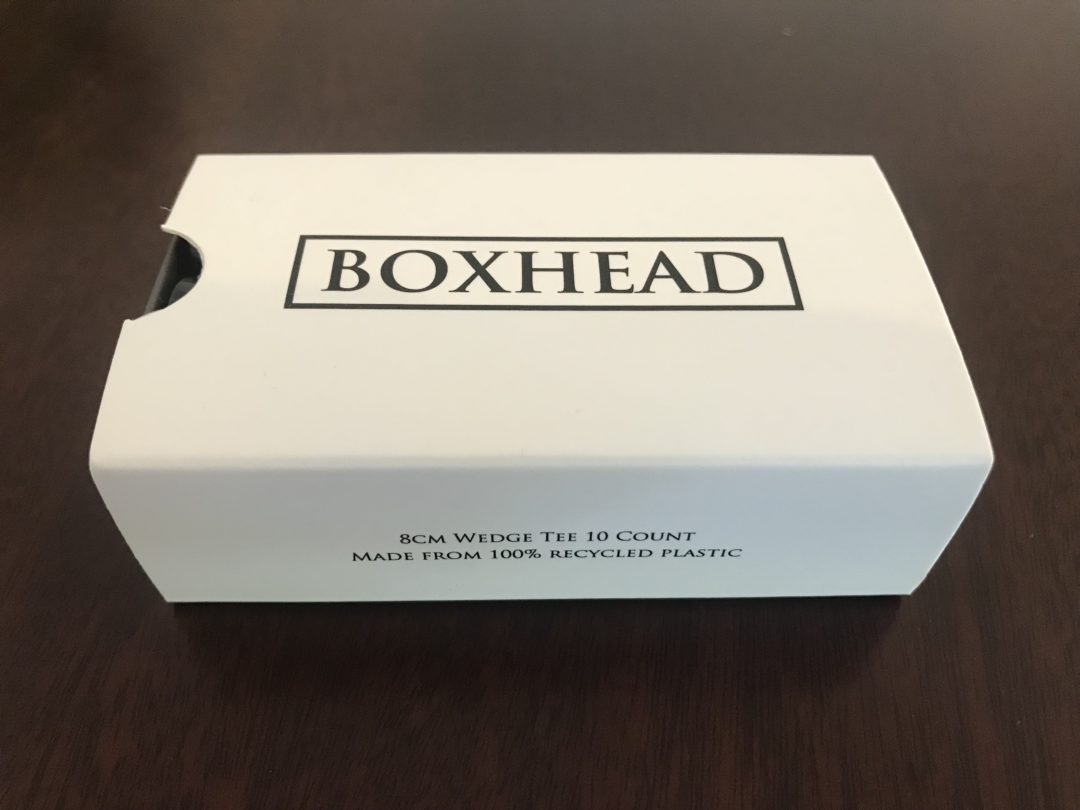 BOXHEAD
8cm Wedge Tee 10 Count
Made from 100% recycled plastic